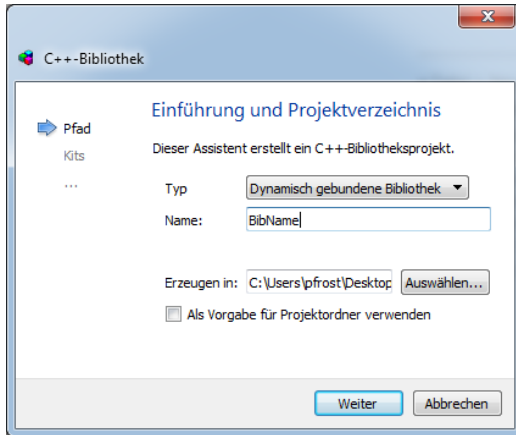 C++-Bibliothek
Pfad
Kits
...
Einführung und Projektverzeichnis
Dieser Assistent erstellt ein C++-Bibliotheksprojekt.
Typ Dynamisch gebundene Bibliothek
Name: BibName
Erzeugen in: C:\Users\pfrost\Desktop Auswählen...
Als Vorgabe für Projektordner verwenden
Weiter Abbrechen